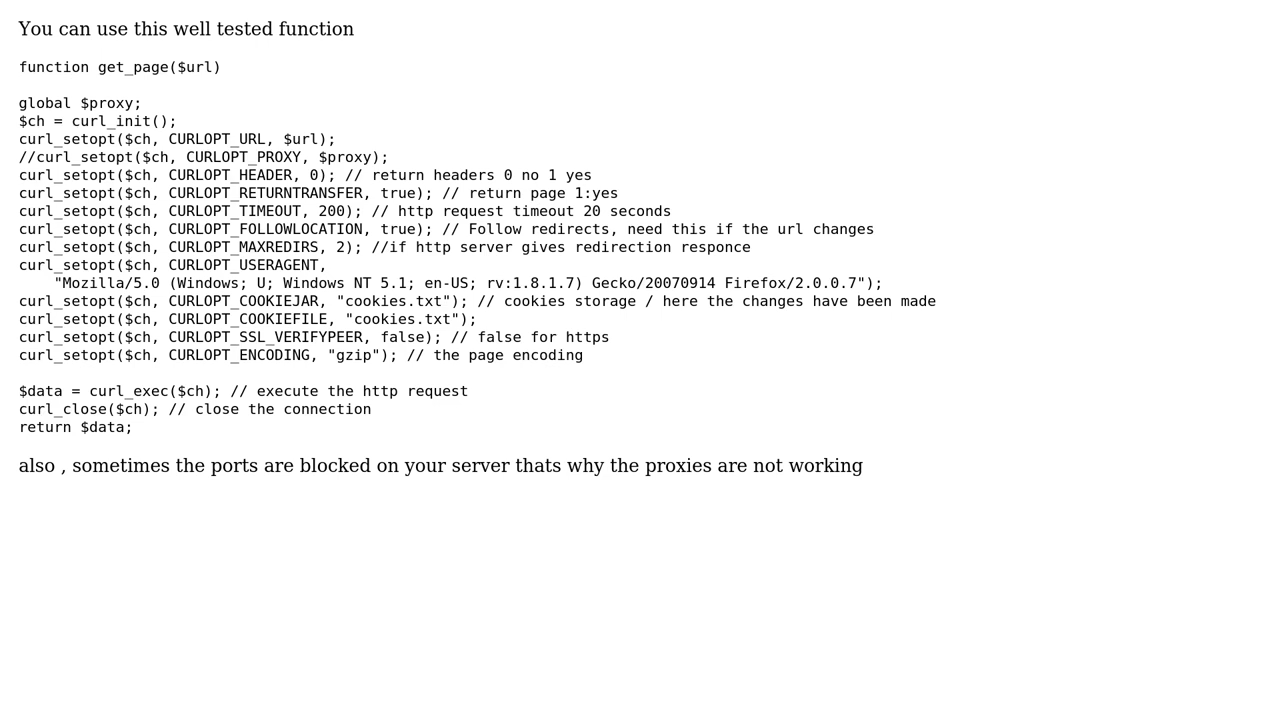 You can use this well tested function
function get_page($url)
global $proxy;
$ch = curl_init();
curl_setopt($ch, CURLOPT_URL, $url);
//curl_setopt($ch, CURLOPT_PROXY, $proxy);
curl_setopt($ch, CURLOPT_HEADER, 0); // return headers 0 no 1 yes
curl_setopt($ch, CURLOPT_RETURNTRANSFER, true); // return page 1:yes
curl_setopt($ch, CURLOPT_TIMEOUT, 200); // http request timeout 20 seconds
curl_setopt($ch, CURLOPT_FOLLOWLOCATION, true); // Follow redirects, need this if the url changes
curl_setopt($ch, CURLOPT_MAXREDIRS, 2); //if http server gives redirection responce
curl_setopt($ch, CURLOPT_USERAGENT,
    "Mozilla/5.0 (Windows; U; Windows NT 5.1; en-US; rv:1.8.1.7) Gecko/20070914 Firefox/2.0.0.7");
curl_setopt($ch, CURLOPT_COOKIEJAR, "cookies.txt"); // cookies storage / here the changes have been made
curl_setopt($ch, CURLOPT_COOKIEFILE, "cookies.txt");
curl_setopt($ch, CURLOPT_SSL_VERIFYPEER, false); // false for https
curl_setopt($ch, CURLOPT_ENCODING, "gzip"); // the page encoding
$data = curl_exec($ch); // execute the http request
curl_close($ch); // close the connection
return $data;
also , sometimes the ports are blocked on your server thats why the proxies are not working